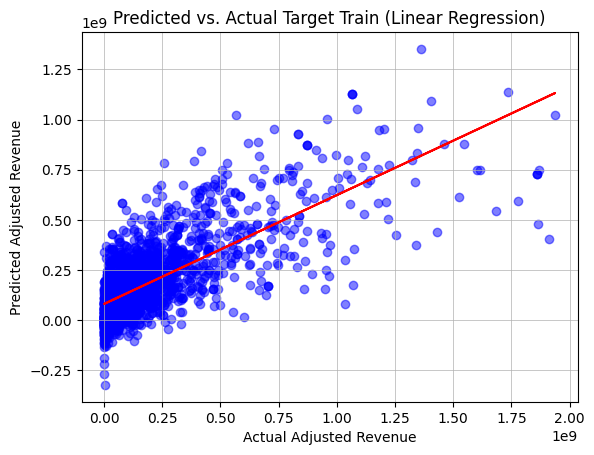 Predicted vs. Actual Target Train (Linear Regression)
1e9
1.25
1.00
0.75
0.50
0.25
0.00
−0.25
Predicted Adjusted Revenue
0.00 0.25 0.50 0.75 1.00 1.25 1.50 1.75 2.00
Actual Adjusted Revenue
1e9